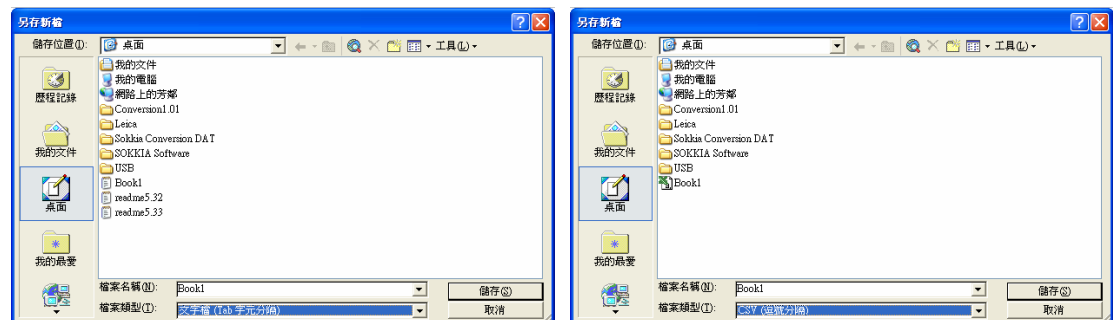 另存新檔
儲存位置(I):
桌面
工具(L)
歷程記錄
我的文件
桌面
我的最愛
我的文件
我的電腦
網路上的芳鄰
Conversion1.01
Leica
Sokkia Conversion DAT
SOKKIA Software
USB
Book1
readme5.32
readme5.33
檔案名稱(N):
Book1
儲存(S)
檔案類型(T):
文字檔 (Tab 字元分隔)
取消
另存新檔
儲存位置(I):
桌面
工具(L)
歷程記錄
我的文件
桌面
我的最愛
我的文件
我的電腦
網路上的芳鄰
Conversion1.01
Leica
Sokkia Conversion DAT
SOKKIA Software
USB
Book1
檔案名稱(N):
Book1
儲存(S)
檔案類型(T):
CSV (逗號分隔)
取消